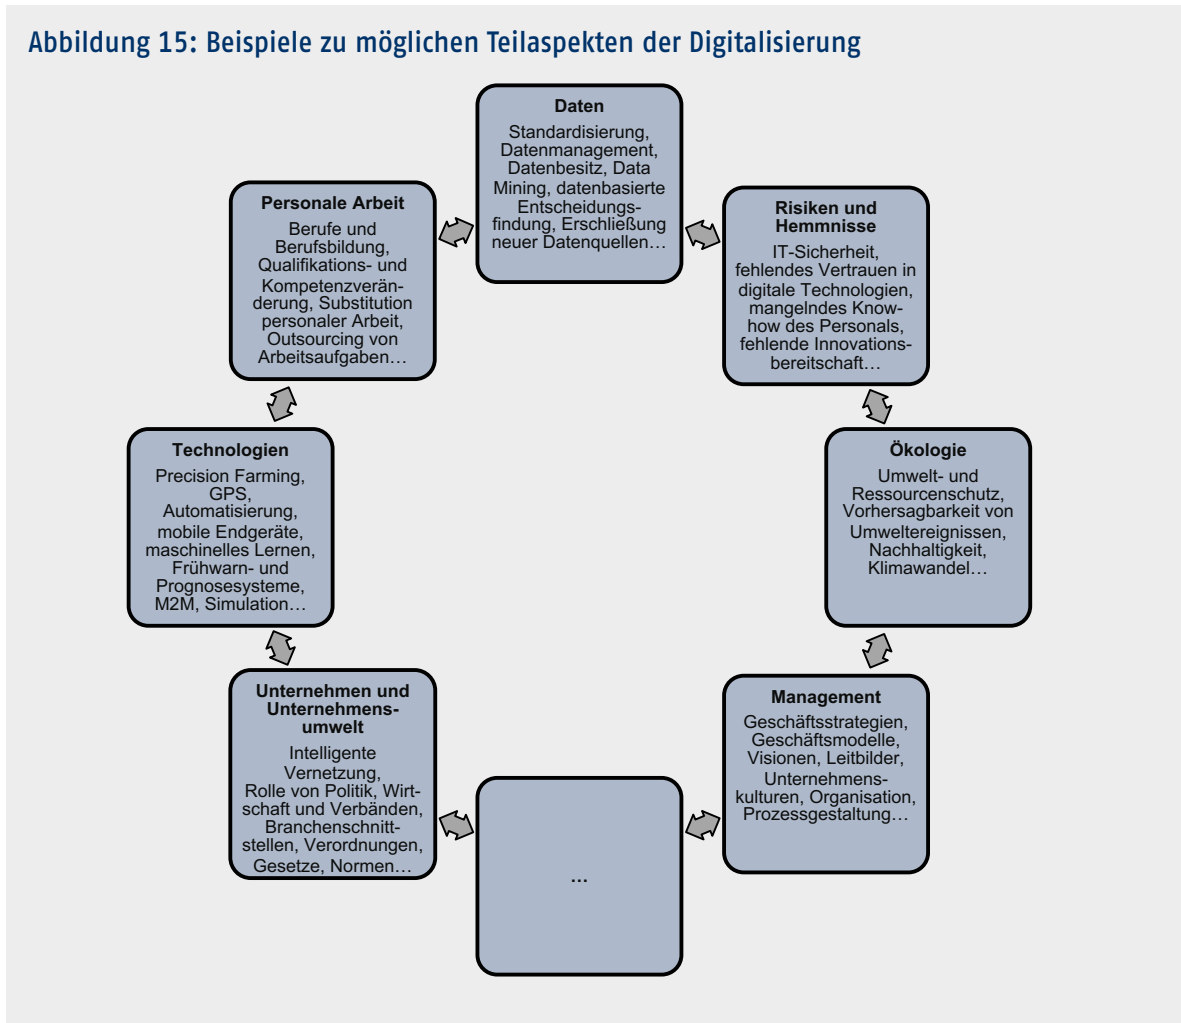 Abbildung 15: Beispiele zu möglichen Teilaspekten der Digitalisierung
Daten
Standardisierung,
Datenmanagement,
Datenbesitz, Data
Mining, datenbasierte
Entscheidungs-
findung, Erschließung
neuer Datenquellen…
Personale Arbeit
Berufe und
Berufsbildung,
Qualifikations- und
Kompetenzverän-
derung, Substitution
personaler Arbeit,
Outsourcing von
Arbeitsaufgaben…
Risiken und
Hemmnisse
IT-Sicherheit,
fehlendes Vertrauen in
digitale Technologien,
mangelndes Know-
how des Personals,
fehlende Innovations-
bereitschaft…
Technologien
Precision Farming,
GPS,
Automatisierung,
mobile Endgeräte,
maschinelles Lernen,
Frühwarn- und
Prognosesysteme,
M2M, Simulation…
Ökologie
Umwelt- und
Ressourcenschutz,
Vorhersagbarkeit von
Umweltereignissen,
Nachhaltigkeit,
Klimawandel…
Unternehmen und
Unternehmens-
umwelt
Intelligente
Vernetzung,
Rolle von Politik, Wirt-
schaft und Verbänden,
Branchenschnitt-
stellen, Verordnungen,
Gesetze, Normen…
Management
Geschäftsstrategien,
Geschäftsmodelle,
Visionen, Leitbilder,
Unternehmens-
kulturen, Organisation,
Prozessgestaltung…
…